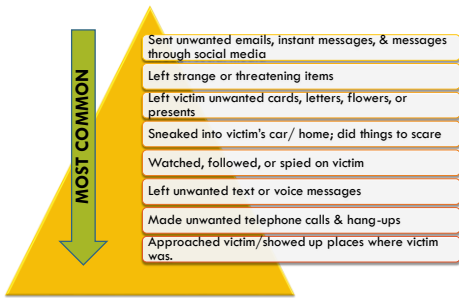 MOST COMMON
Sent unwanted emails, instant messages, & messages
through social media
Left strange or threatening items
Left victim unwanted cards, letters, flowers, or
presents
Sneaked into victim's car/ home; did things to scare
Watched, followed, or spied on victim
Left unwanted text or voice messages
Made unwanted telephone calls & hang-ups
Approached victim/showed up places where victim
was.